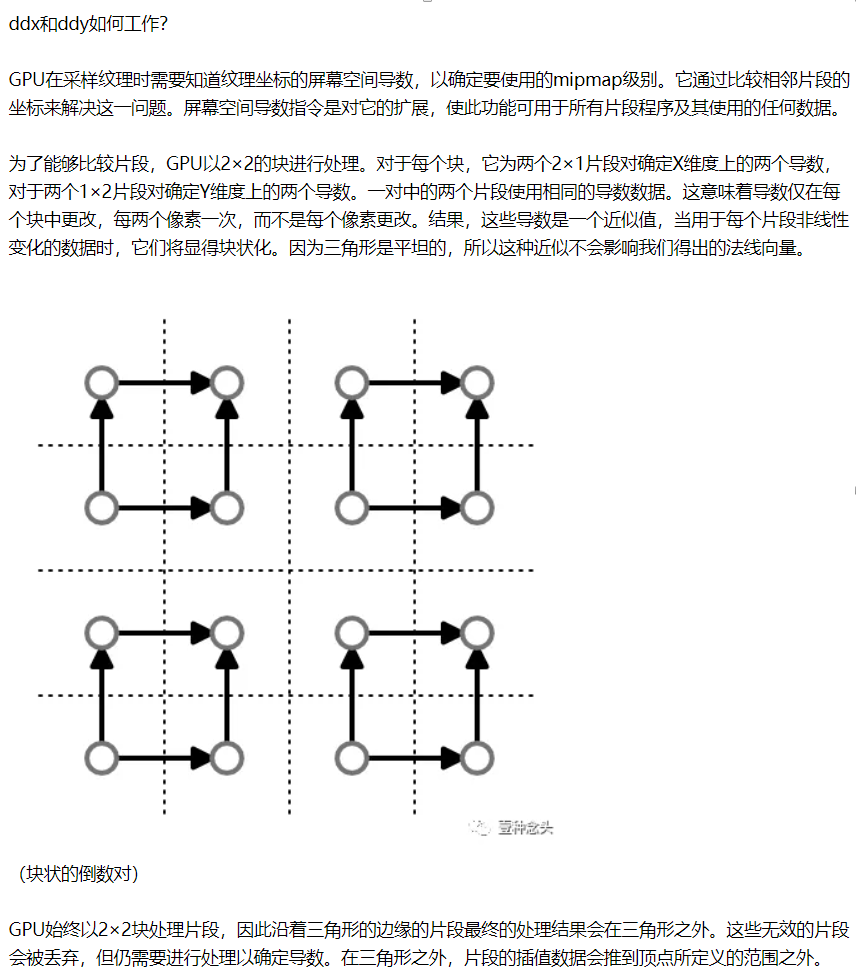 ddx和ddy如何工作?
GPU在采样纹理时需要知道纹理坐标的屏幕空间导数，以确定要使用的mipmap级别。它通过比较相邻片段的
坐标来解决这一问题。屏幕空间导数指令是对它的扩展，使此功能可用于所有片段程序及其使用的任何数据。
为了能够比较片段，GPU以2×2的块进行处理。对于每个块，它为两个2×1片段对确定X维度上的两个导数，
对于两个1×2片段对确定Y维度上的两个导数。一对中的两个片段使用相同的导数数据。这意味着导数仅在每
个块中更改，每两个像素一次，而不是每个像素更改。结果，这些导数是一个近似值，当用于每个片段非线性
变化的数据时，它们将显得块状化。因为三角形是平坦的，所以这种近似不会影响我们得出的法线向量。
壹种念头
（块状的倒数对）
GPU始终以2×2块处理片段，因此沿着三角形的边缘的片段最终的处理结果会在三角形之外。这些无效的片段
会被丢弃，但仍需要进行处理以确定导数。在三角形之外，片段的插值数据会推到顶点所定义的范围之外。